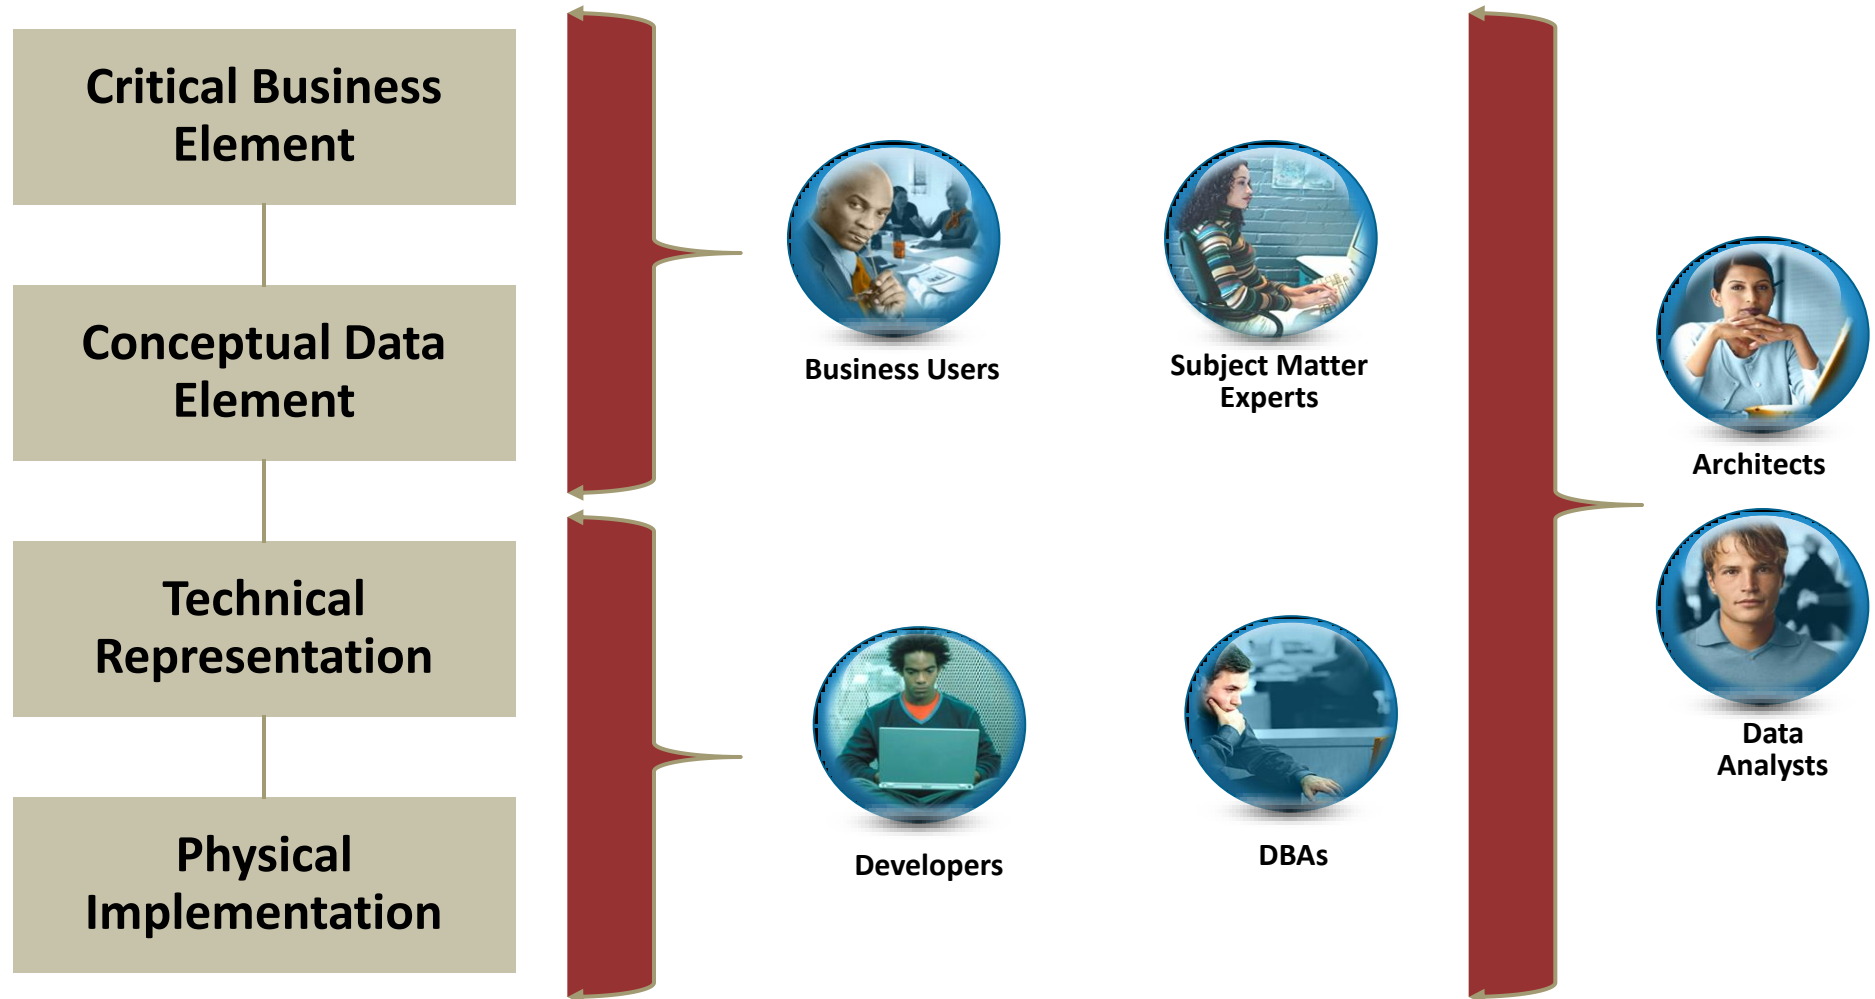 Critical Business
Element
Conceptual Data
Element
Technical
Representation
Physical
Implementation
Business Users
Subject Matter
Experts
Developers
DBAs
Architects
Data
Analysts